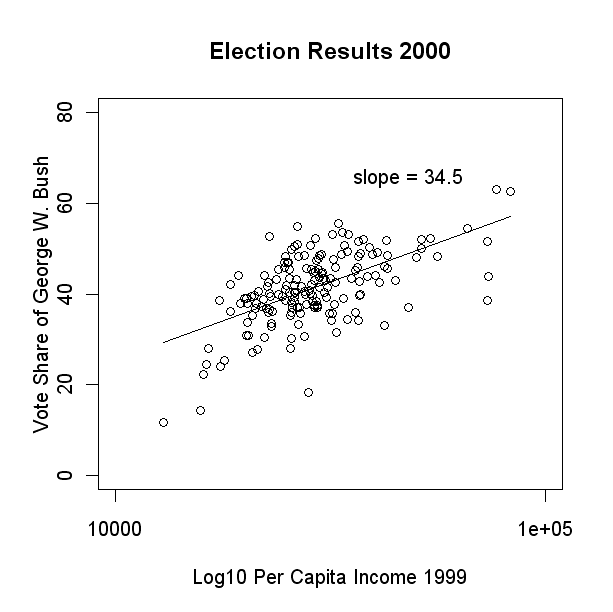 Election Results 2000
80
60
40
20
0
Vote Share of George W. Bush
slope = 34.5
10000
1e+05
Log10 Per Capita Income 1999